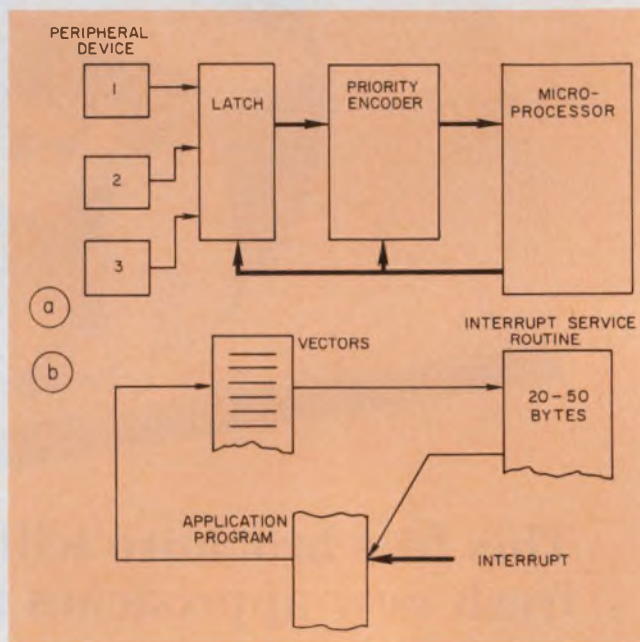 PERIPHERAL
DEVICE
1
2
3
LATCH
PRIORITY
ENCODER
MICRO-
PROCESSOR
a
b
VECTORS
INTERRUPT SERVICE
ROUTINE
20-50
BYTES
APPLICATION
PROGRAM
INTERRUPT